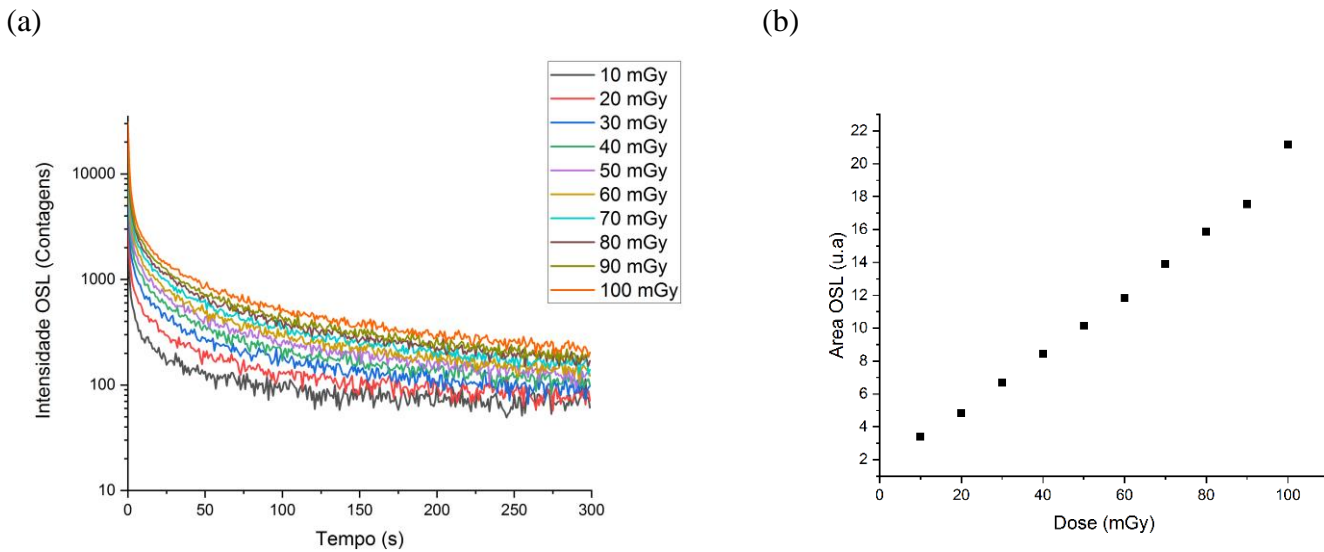 (a)
(b)
10 mGy
20 mGy
30 mGy
40 mGy
50 mGy
60 mGy
70 mGy
80 mGy
90 mGy
100 mGy
Intensidade OSL (Contagens)
10000
1000
100
10
0 50 100 150 200 250 300
Tempo (s)
Area OSL (u.a)
22
20
18
16
14
12
10
8
6
4
2
0 20 40 60 80 100
Dose (mGy)